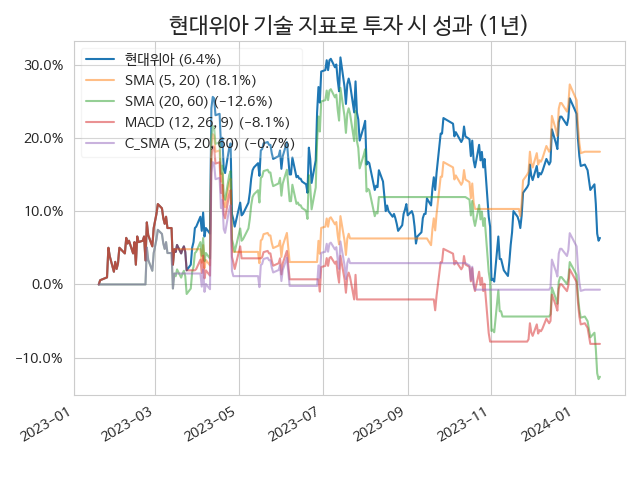 현대위아 기술 지표로 투자 시 성과 (1년)
현대위아 (6.4%)
SMA (5, 20) (18.1%)
SMA (20, 60) (−12.6%)
MACD (12, 26, 9) (−8.1%)
C_SMA (5, 20, 60) (−0.7%)
30.0%
20.0%
10.0%
0.0%
−10.0%
2023-01
2023-03
2023-05
2023-07
2023-09
2023-11
2024-01